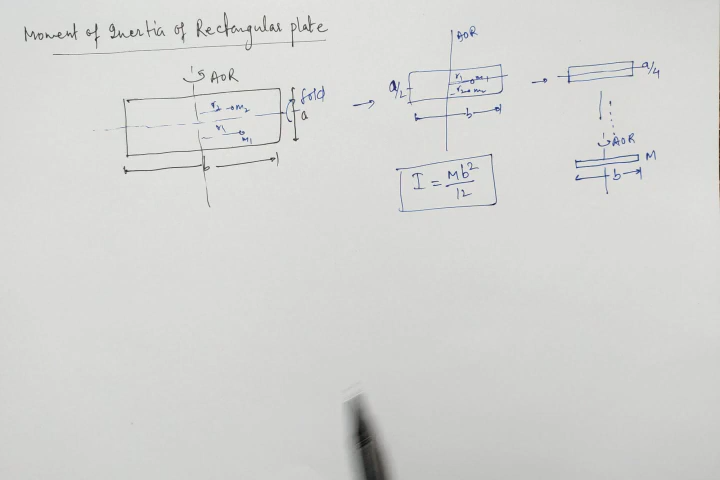 Moment of Inertia of Rectangular plate
AOR
r₂ m₂
r₁
m₁
fold
a
b
AOR
a/2
r₁ m₁
r₂ m₂
b
I = Mb²/12
a/4
AOR
M
b